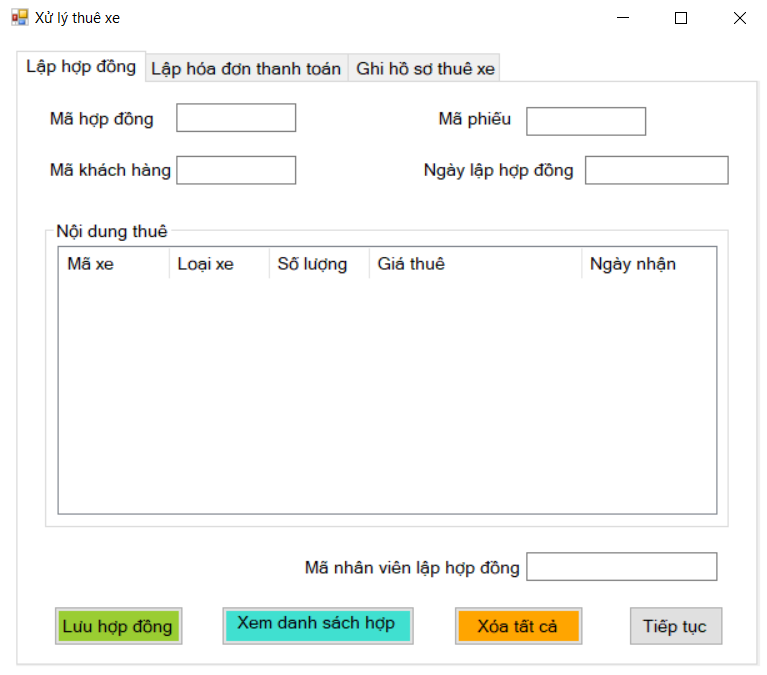 Xử lý thuê xe
Lập hợp đồng Lập hóa đơn thanh toán Ghi hồ sơ thuê xe
Mã hợp đồng Mã phiếu
Mã khách hàng Ngày lập hợp đồng
Nội dung thuê
Mã xe Loại xe Số lượng Giá thuê Ngày nhận
Mã nhân viên lập hợp đồng
Lưu hợp đồng Xem danh sách hợp Xóa tất cả Tiếp tục